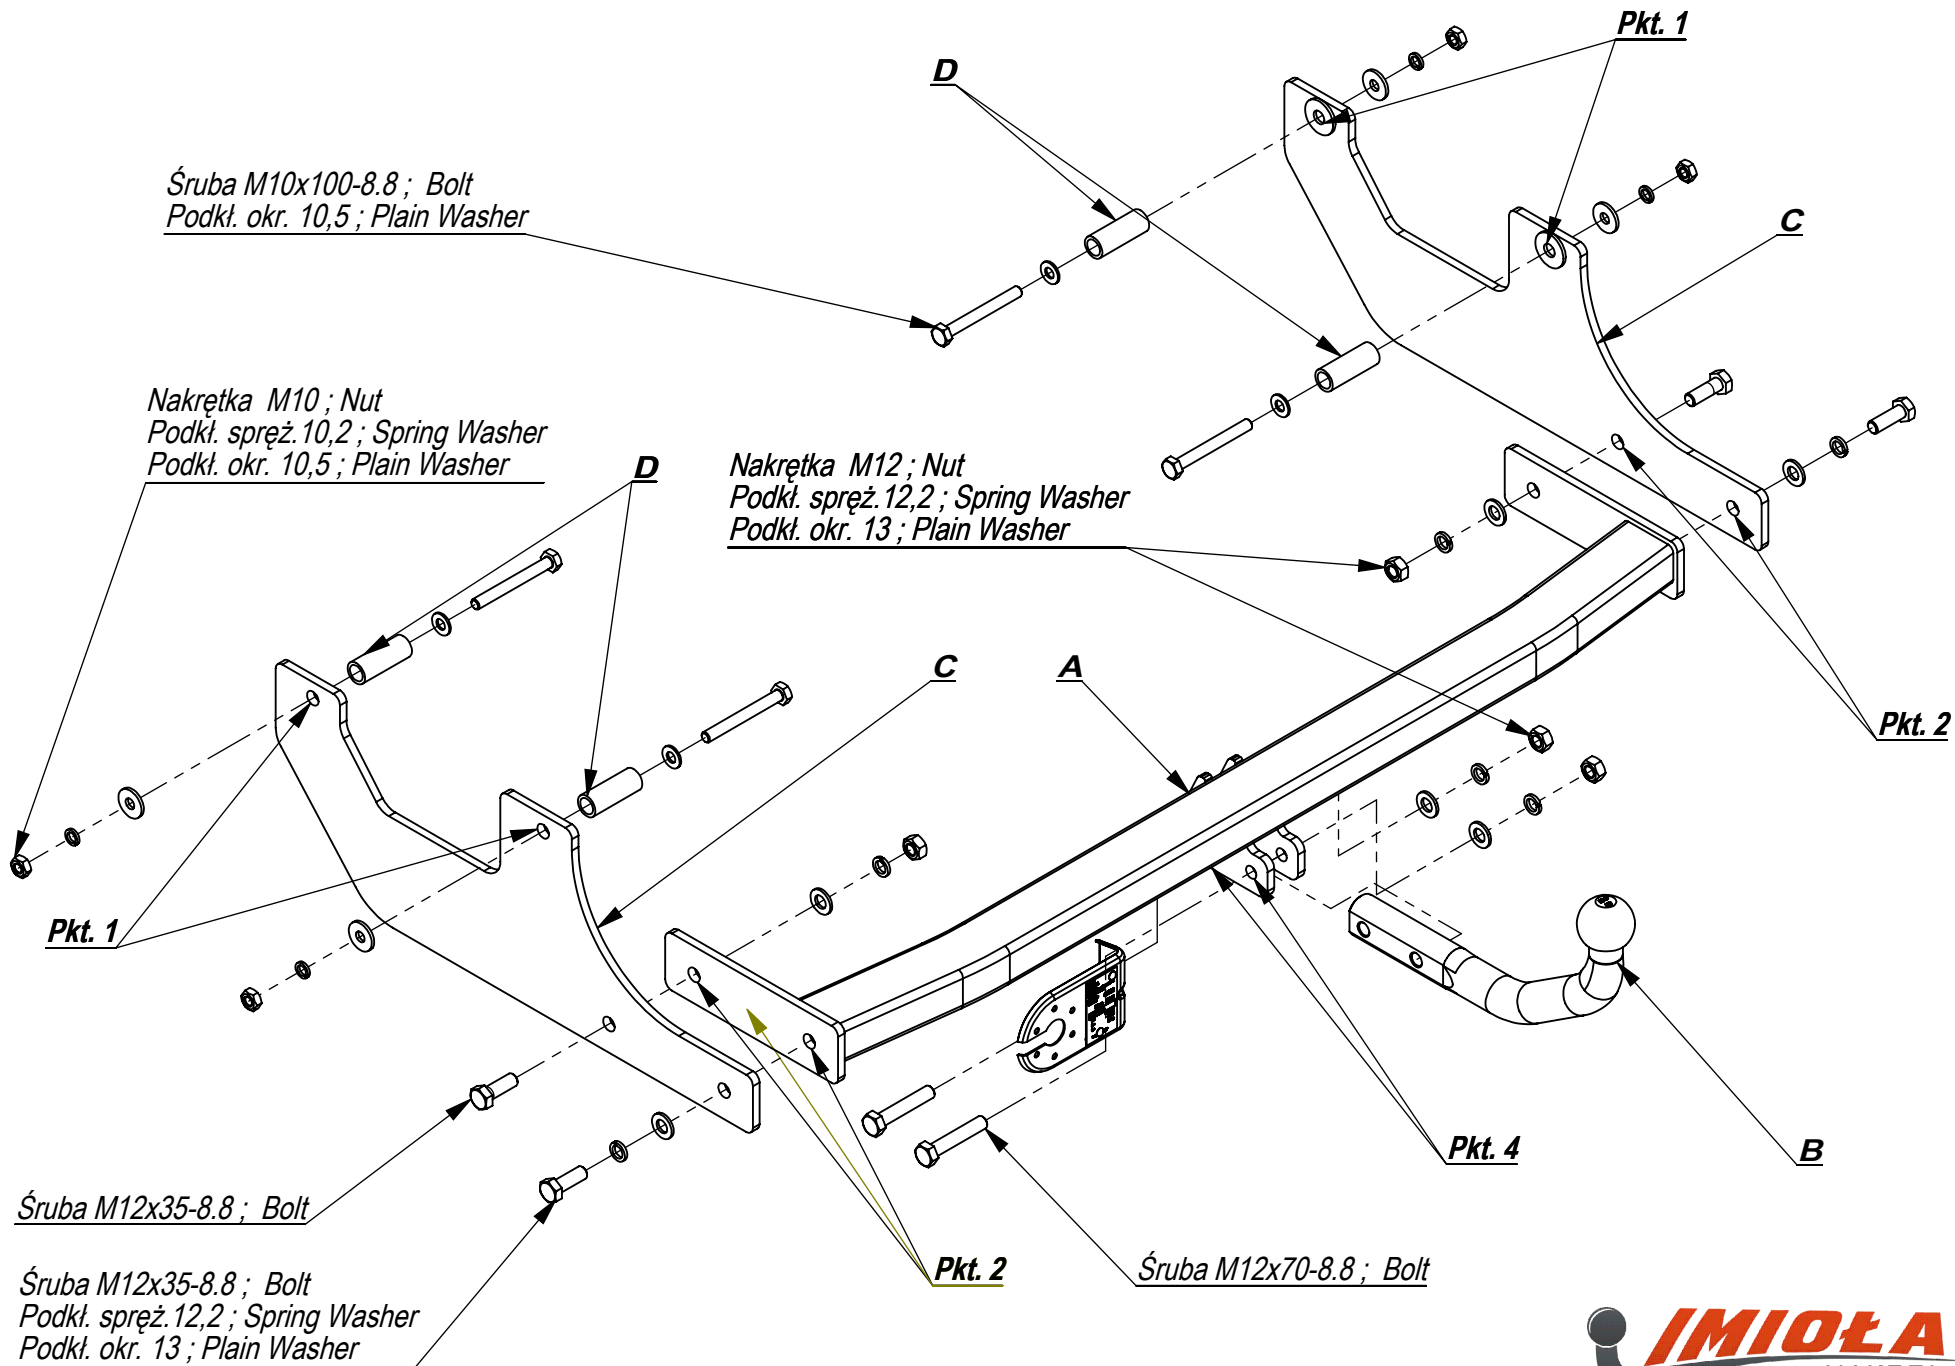 Pkt. 1
D
Śruba M10x100-8.8 ; Bolt
Podkł. okr. 10,5 ; Plain Washer
C
Nakrętka M10 ; Nut
Podkł. spręż.10,2 ; Spring Washer
Podkł. okr. 10,5 ; Plain Washer
D
Nakrętka M12 ; Nut
Podkł. spręż.12,2 ; Spring Washer
Podkł. okr. 13 ; Plain Washer
C
A
Pkt. 2
Pkt. 1
Pkt. 4
B
Śruba M12x35-8.8 ; Bolt
Pkt. 2
Śruba M12x70-8.8 ; Bolt
Śruba M12x35-8.8 ; Bolt
Podkł. spręż.12,2 ; Spring Washer
Podkł. okr. 13 ; Plain Washer
IMIOŁA